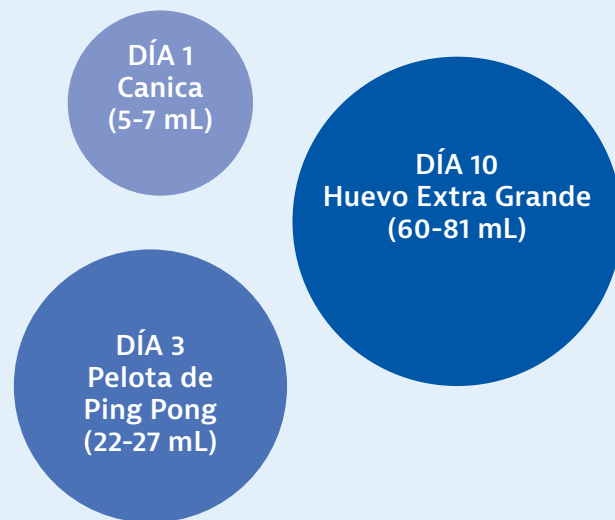 DÍA 1
Canica
(5-7 mL)
DÍA 10
Huevo Extra Grande
(60-81 mL)
DÍA 3
Pelota de
Ping Pong
(22-27 mL)